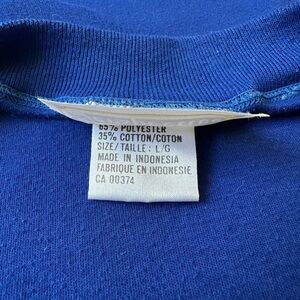 65% POLYESTER
35% COTTON/COTON
SIZE/TAILLE: L/G
MADE IN INDONESIA
FABRIQUE EN INDONESIE
CA 00374